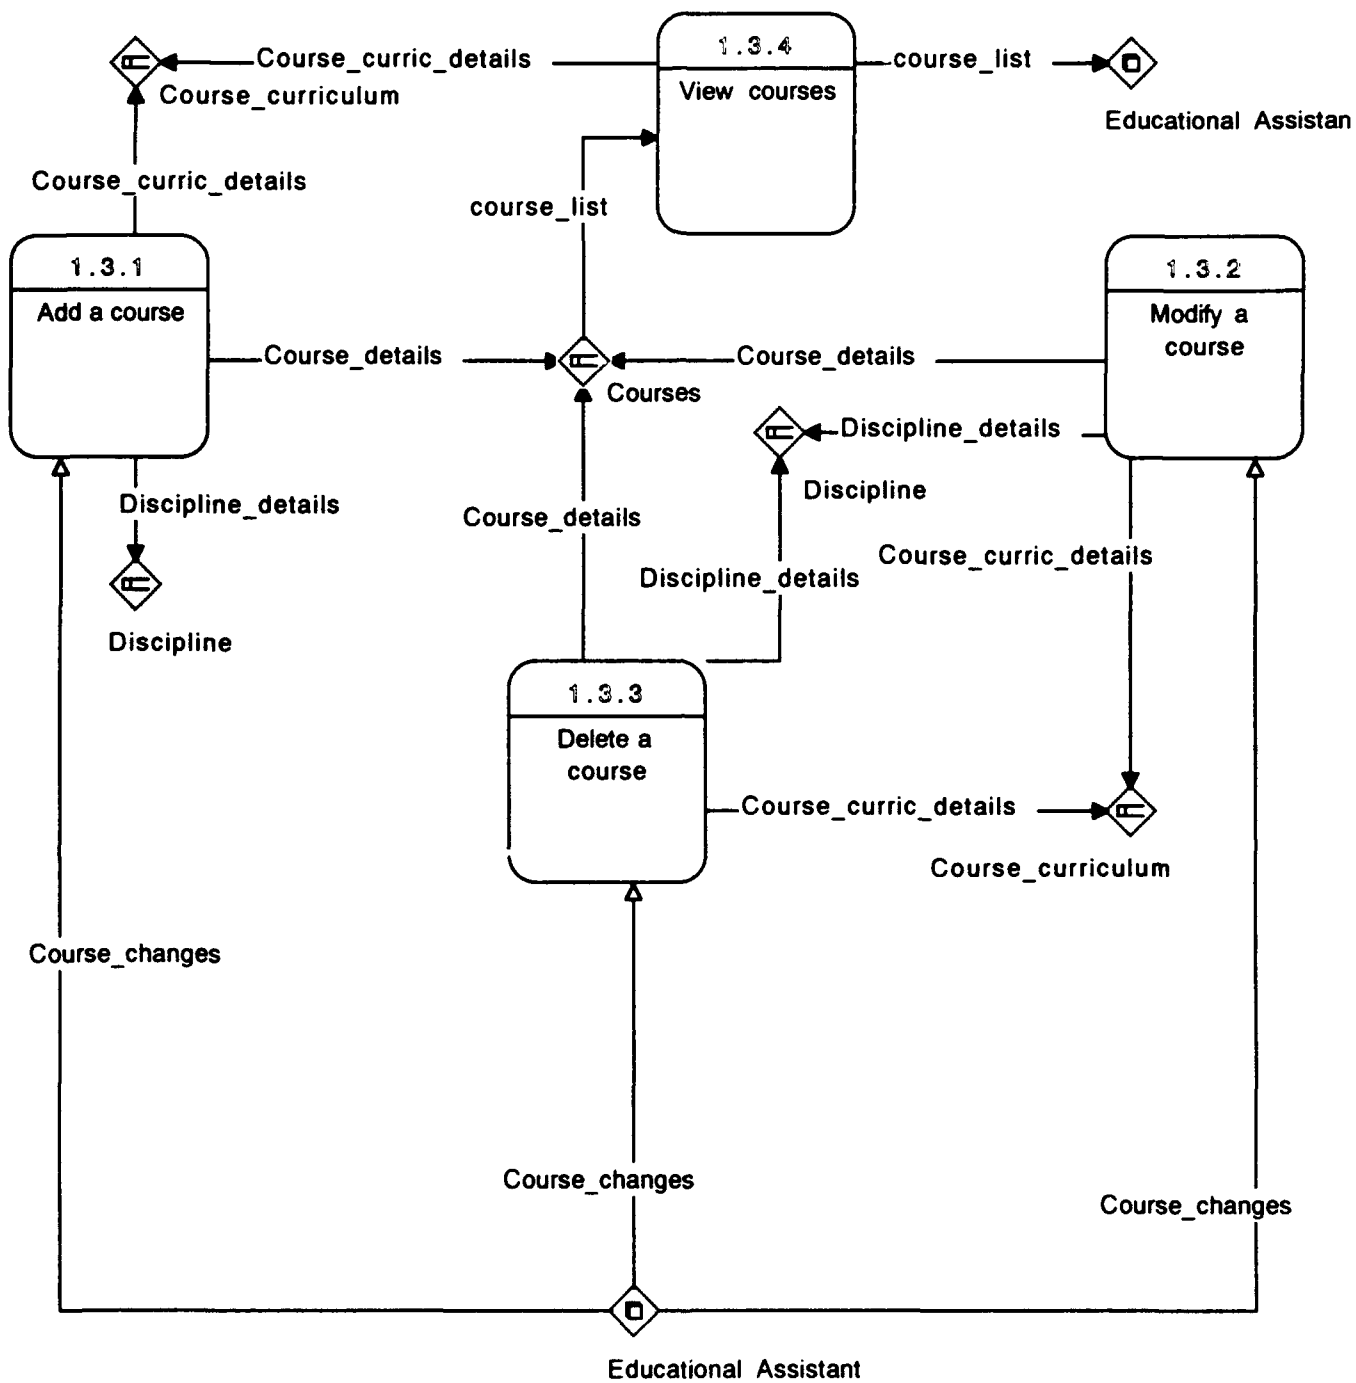 1.3.4
Course_curric_details
course_list
View courses
Course_curriculum
Educational Assistan
Course_curric_details
course_list
1.3.1
1.3.2
Add a course
Modify a
course
Course_details
Course_details
Courses
Discipline_details
Discipline
Discipline_details
Course_details
Course_curric_details
Discipline_details
Discipline
1.3.3
Delete a
course
Course_curric_details
Course_curriculum
Course_changes
Course_changes
Course_changes
Educational Assistant